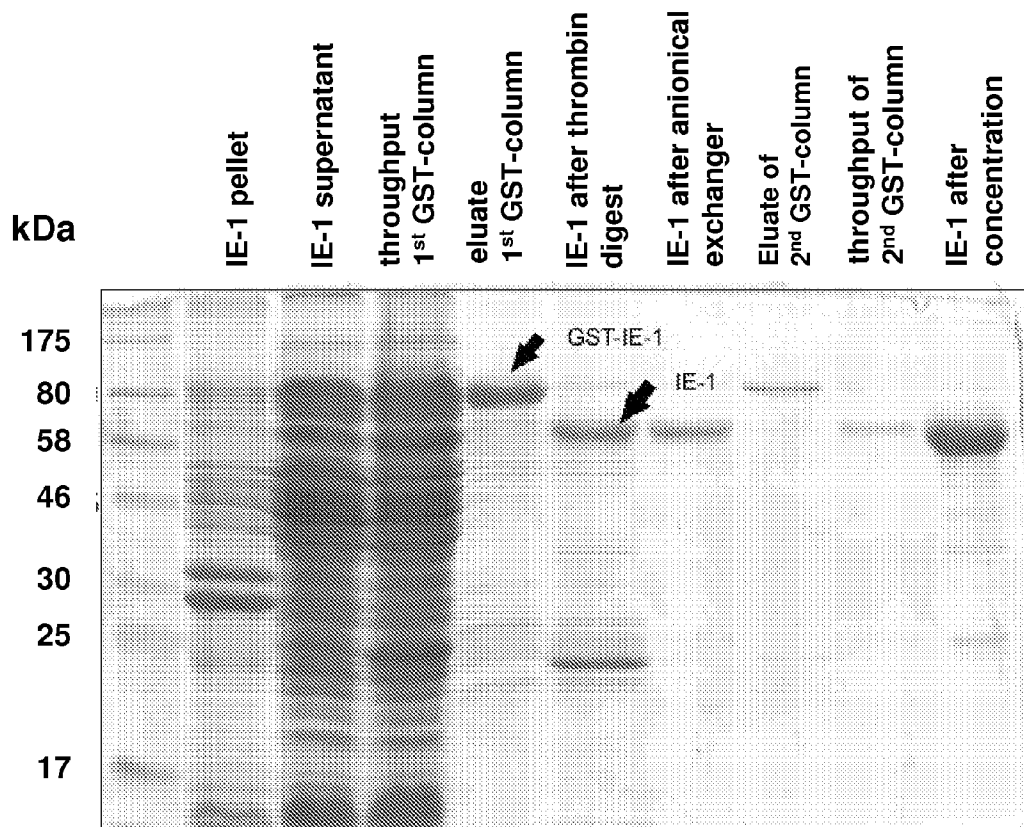 kDa
IE-1 pellet
IE-1 supernatant
throughput
1st GST-column
eluate
1st GST-column
IE-1 after thrombin
digest
IE-1 after anionical
exchanger
Eluate of
2nd GST-column
throughput of
2nd GST-column
IE-1 after
concentration
175
80
58
46
30
25
17
GST-IE-1
IE-1